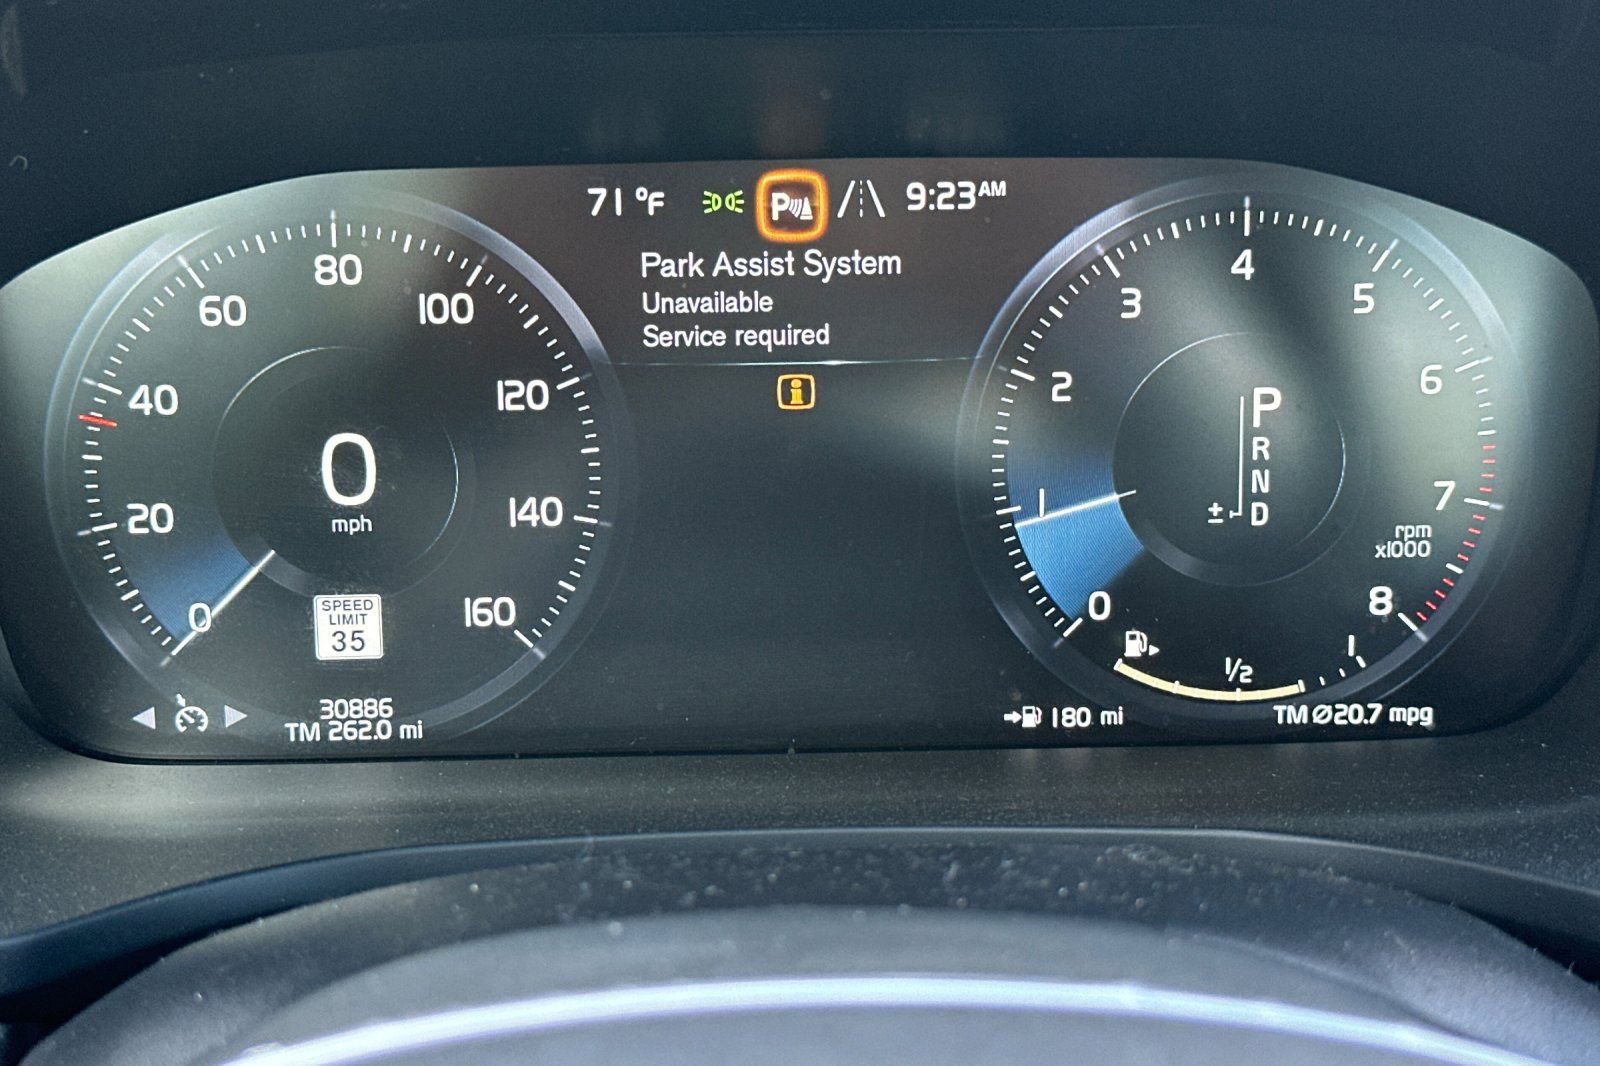 71 °F 9:23AM
Park Assist System
Unavailable
Service required
0 20 40 60 80 100 120 140 160
0
mph
SPEED
LIMIT
35
30886
TM 262.0 mi
0 1 2 3 4 5 6 7 8
P
R
N
± D
rpm
x1000
1/2 1
180 mi
TM Ø20.7 mpg